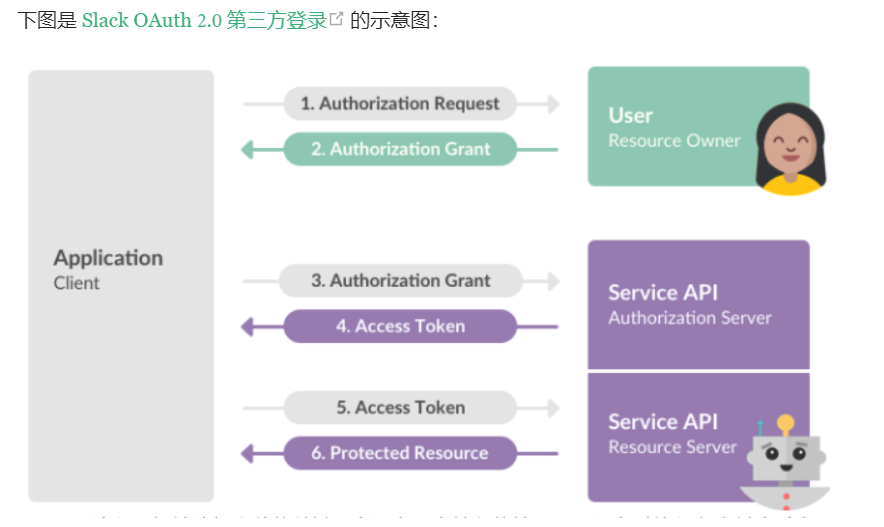 下图是 Slack OAuth 2.0 第三方登录 的示意图：
1. Authorization Request
2. Authorization Grant
User
Resource Owner
Application
Client
3. Authorization Grant
4. Access Token
Service API
Authorization Server
5. Access Token
6. Protected Resource
Service API
Resource Server